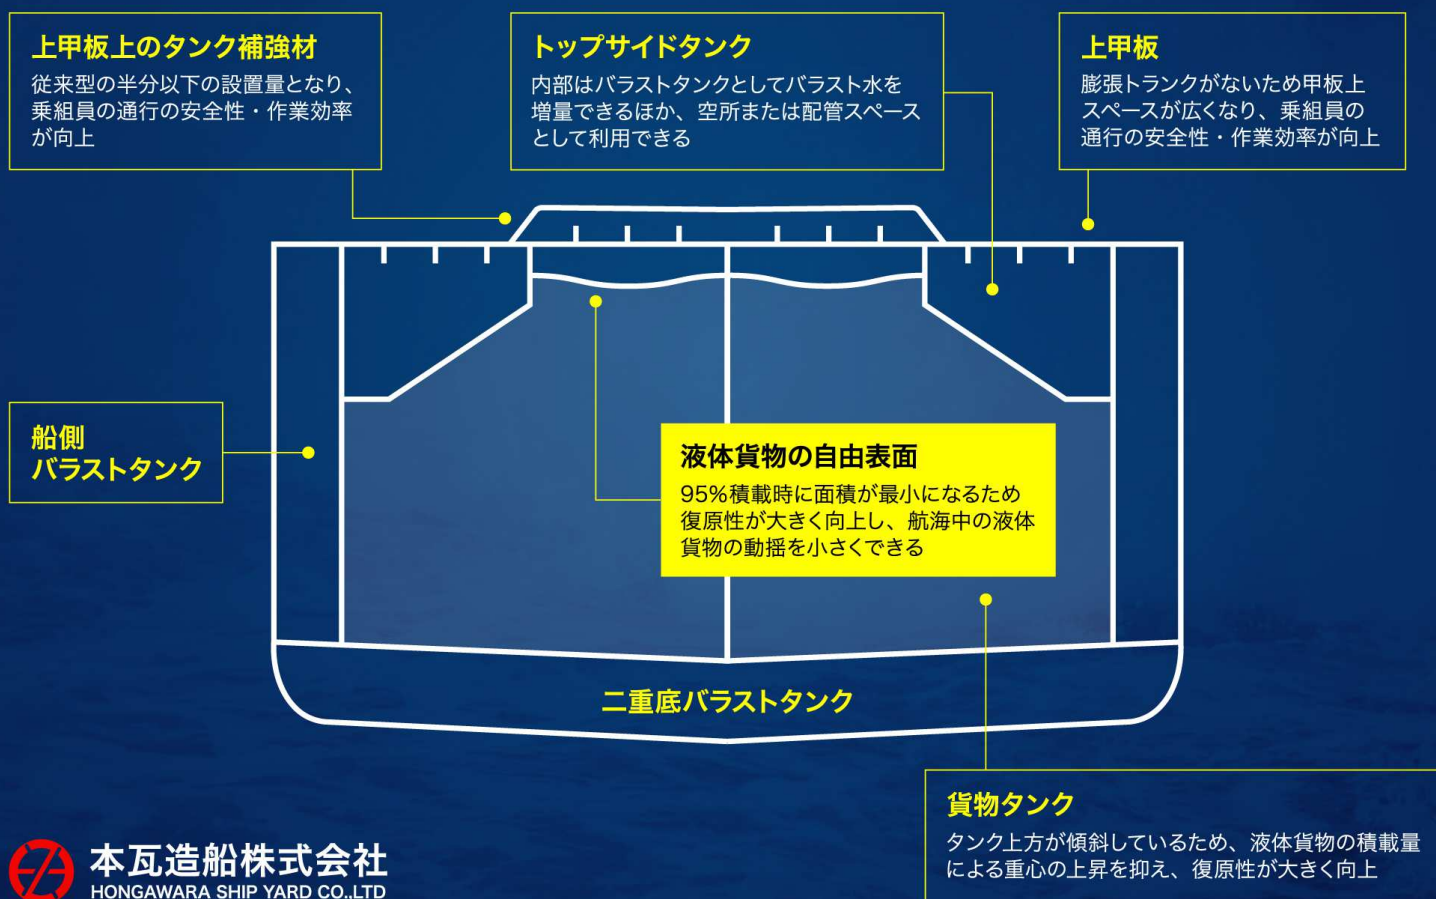 上甲板上のタンク補強材
従来型の半分以下の設置量となり、
乗組員の通行の安全性・作業効率
が向上
トップサイドタンク
内部はバラストタンクとしてバラスト水を
増量できるほか、空所または配管スペース
として利用できる
上甲板
膨張トランクがないため甲板上
スペースが広くなり、乗組員の
通行の安全性・作業効率が向上
船側
バラストタンク
液体貨物の自由表面
95%積載時に面積が最小になるため
復原性が大きく向上し、航海中の液体
貨物の動揺を小さくできる
二重底バラストタンク
貨物タンク
タンク上方が傾斜しているため、液体貨物の積載量
による重心の上昇を抑え、復原性が大きく向上
本瓦造船株式会社
HONGAWARA SHIP YARD CO.,LTD